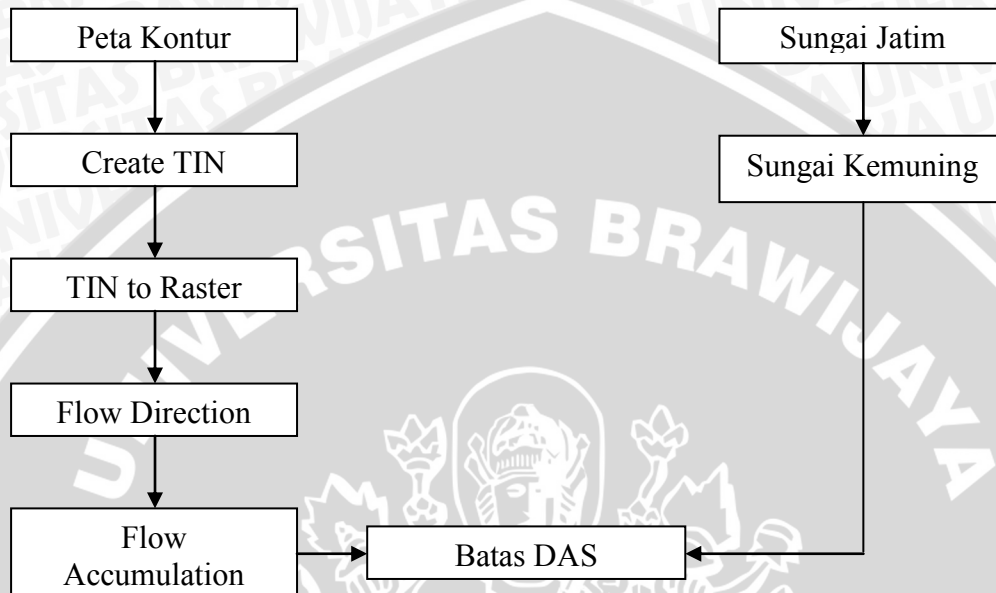 Peta Kontur
Sungai Jatim
Create TIN
Sungai Kemuning
UNIVERSITAS BRAWIJAYA
TIN to Raster
Flow Direction
Flow
Accumulation
Batas DAS